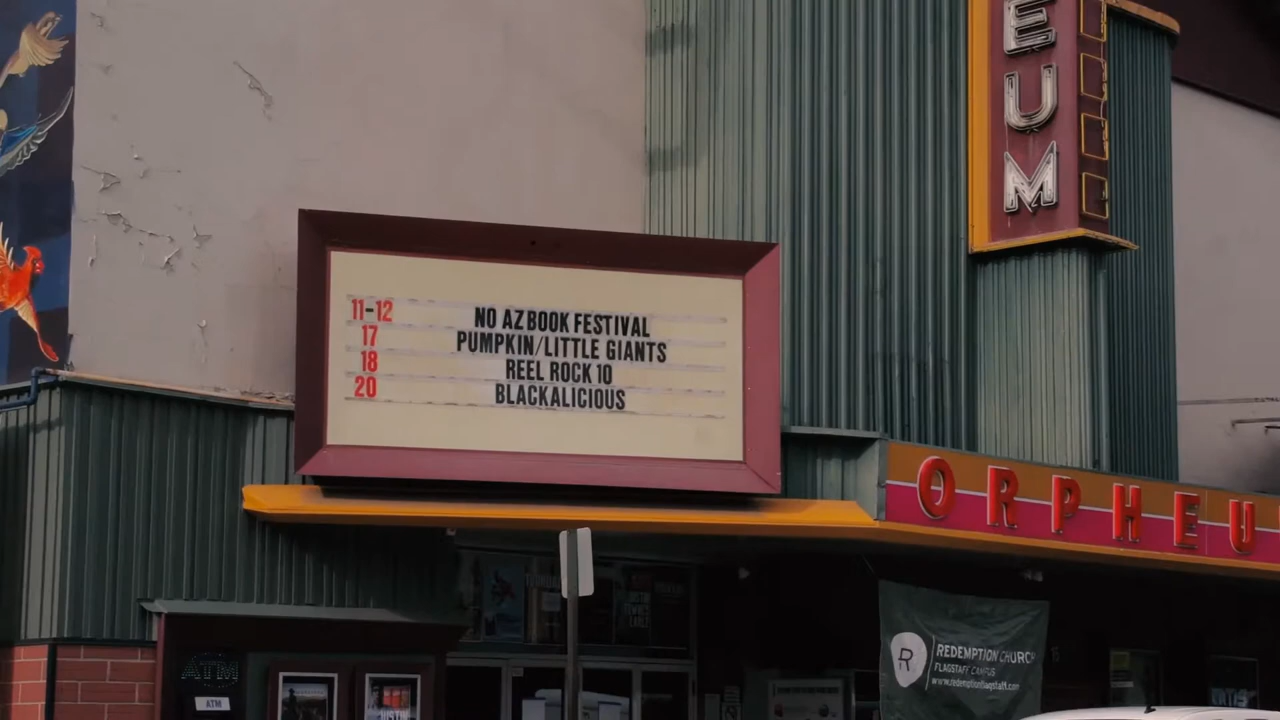 EUM
11-12 NO AZ BOOK FESTIVAL
17 PUMPKIN/LITTLE GIANTS
18 REEL ROCK 10
20 BLACKALICIOUS
ORPHEU
R
REDEMPTION CHURCH
FLAGSTAFF CAMPUS
www.redemptionflagstaff.com
ATM
ATM